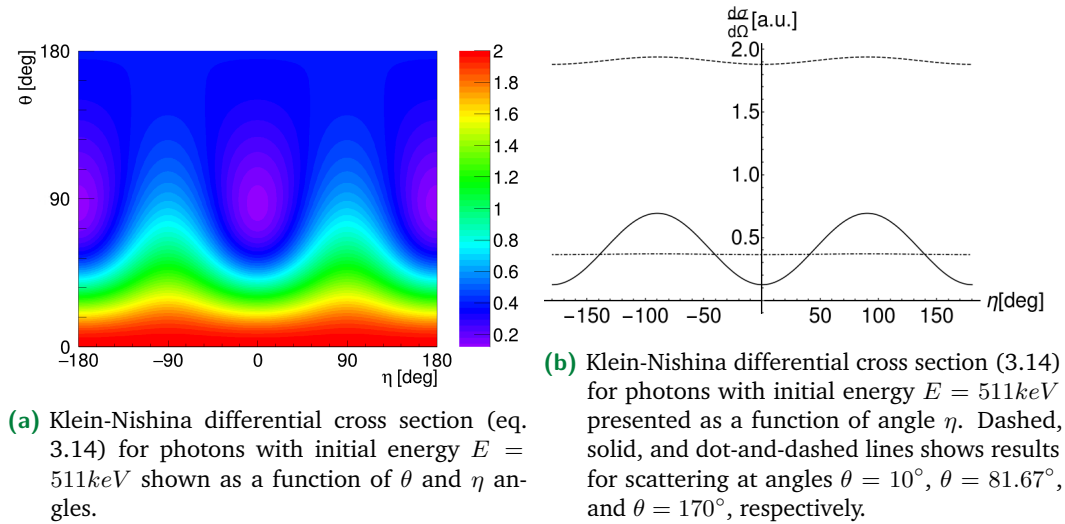 180
θ [deg]
90
0
−180
−90
0
90
180
η [deg]
2
1.8
1.6
1.4
1.2
1
0.8
0.6
0.4
0.2
(a) Klein-Nishina differential cross section (eq.
3.14) for photons with initial energy E =
511keV shown as a function of θ and η an-
gles.
dσ
dΩ [a.u.]
2.0
1.5
1.0
0.5
−150 −100 −50 50 100 150
η[deg]
(b) Klein-Nishina differential cross section (3.14)
for photons with initial energy E = 511keV
presented as a function of angle η. Dashed,
solid, and dot-and-dashed lines shows results
for scattering at angles θ = 10°, θ = 81.67°,
and θ = 170°, respectively.